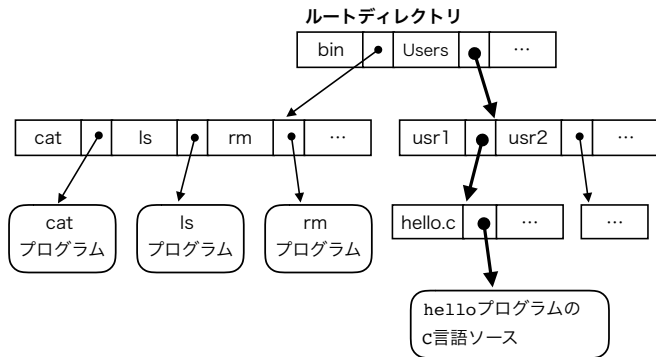 ルートディレクトリ
bin Users …
cat ls rm …
usr1 usr2 …
cat
プログラム
ls
プログラム
rm
プログラム
hello.c …
…
helloプログラムの
C言語ソース